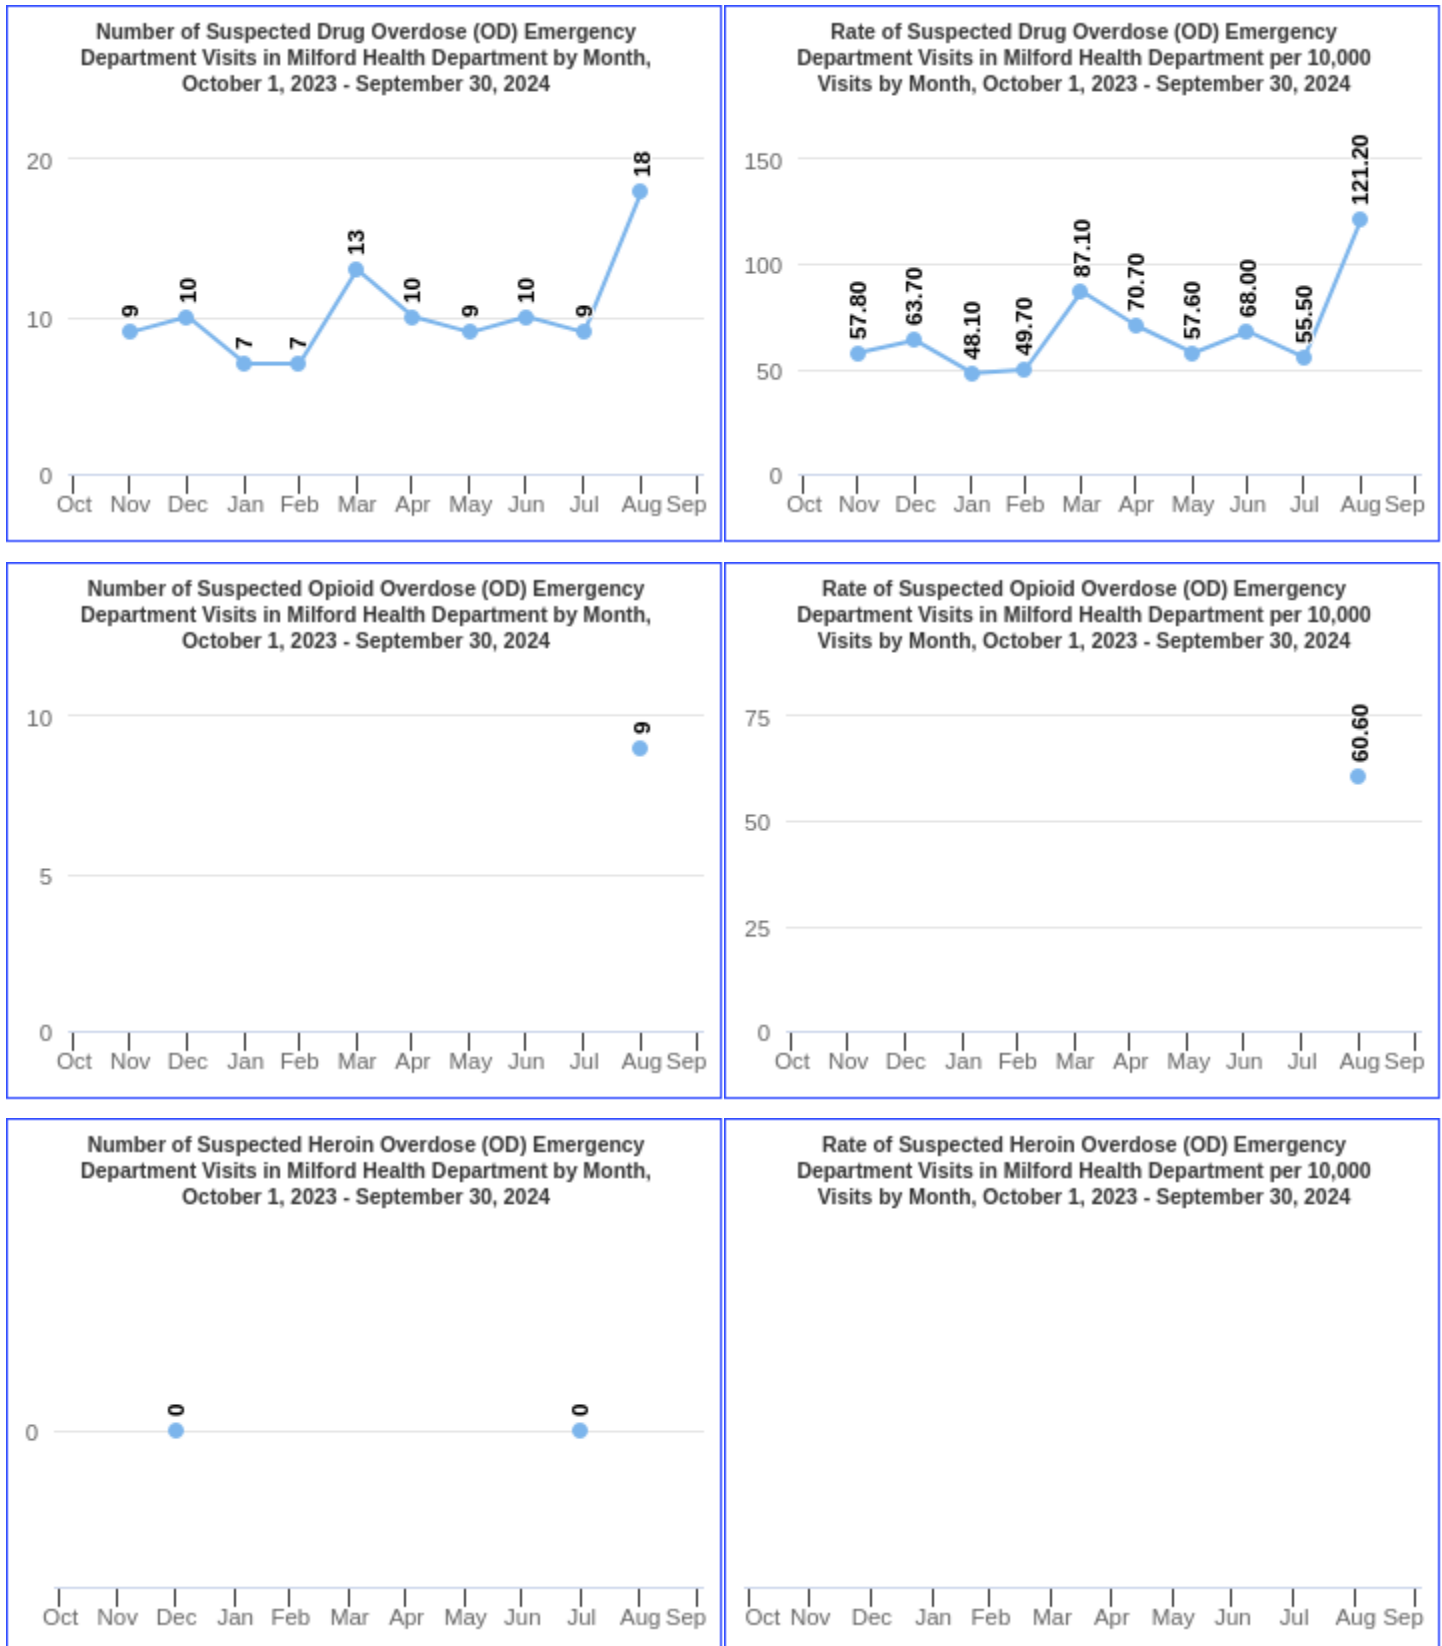 Number of Suspected Drug Overdose (OD) Emergency
Department Visits in Milford Health Department by Month,
October 1, 2023 - September 30, 2024
20
10
0
9
10
7
7
13
10
9
10
9
18
Oct Nov Dec Jan Feb Mar Apr May Jun Jul Aug Sep
Rate of Suspected Drug Overdose (OD) Emergency
Department Visits in Milford Health Department per 10,000
Visits by Month, October 1, 2023 - September 30, 2024
150
100
50
0
57.80
63.70
48.10
49.70
87.10
70.70
57.60
68.00
55.50
121.20
Oct Nov Dec Jan Feb Mar Apr May Jun Jul Aug Sep
Number of Suspected Opioid Overdose (OD) Emergency
Department Visits in Milford Health Department by Month,
October 1, 2023 - September 30, 2024
10
5
0
9
Oct Nov Dec Jan Feb Mar Apr May Jun Jul Aug Sep
Rate of Suspected Opioid Overdose (OD) Emergency
Department Visits in Milford Health Department per 10,000
Visits by Month, October 1, 2023 - September 30, 2024
75
50
25
0
60.60
Oct Nov Dec Jan Feb Mar Apr May Jun Jul Aug Sep
Number of Suspected Heroin Overdose (OD) Emergency
Department Visits in Milford Health Department by Month,
October 1, 2023 - September 30, 2024
0
0
0
Oct Nov Dec Jan Feb Mar Apr May Jun Jul Aug Sep
Rate of Suspected Heroin Overdose (OD) Emergency
Department Visits in Milford Health Department per 10,000
Visits by Month, October 1, 2023 - September 30, 2024
Oct Nov Dec Jan Feb Mar Apr May Jun Jul Aug Sep